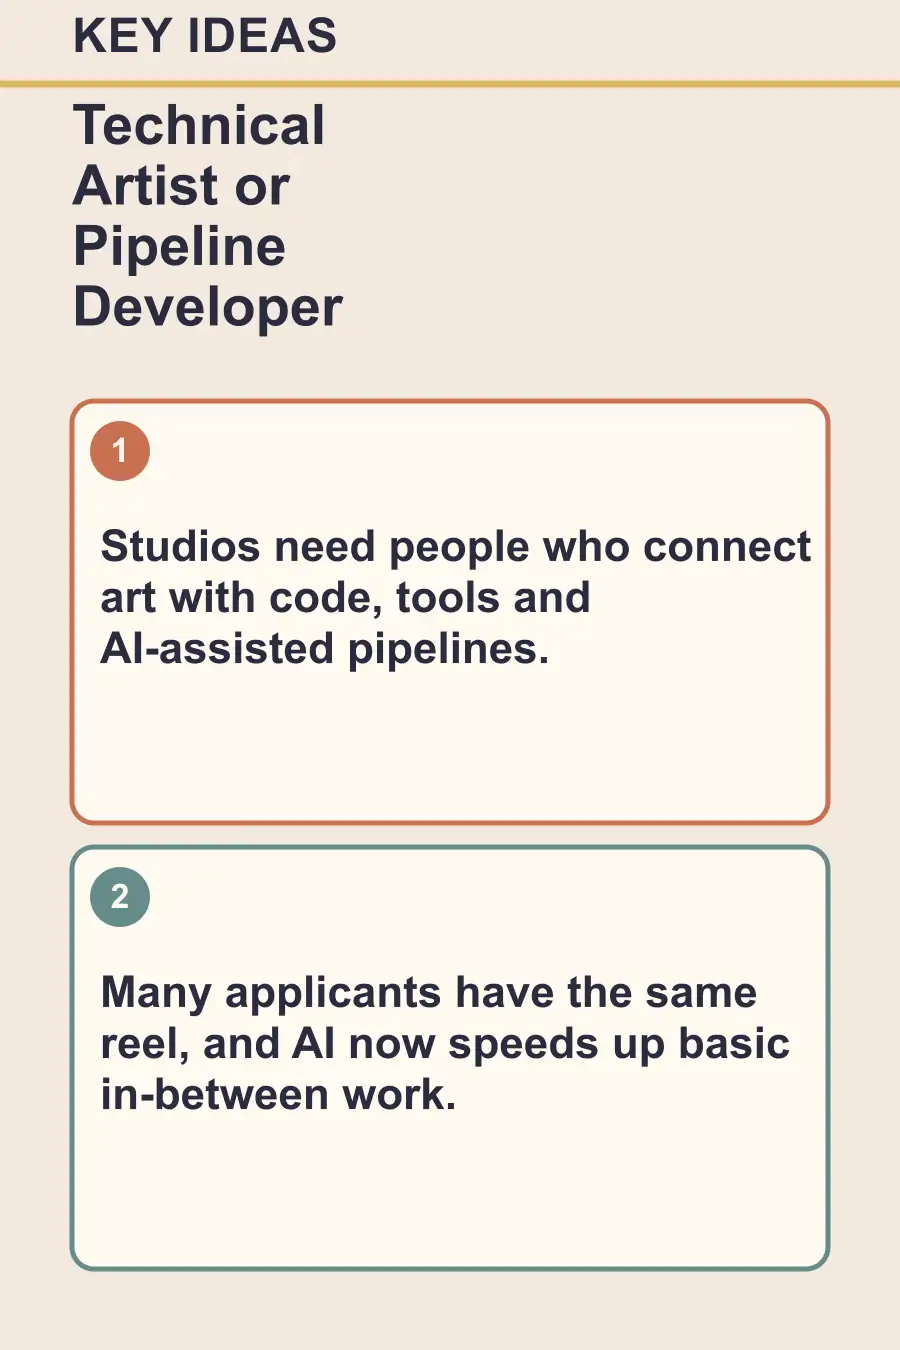 KEY IDEAS
Technical
Artist or
Pipeline
Developer
1
Studios need people who connect
art with code, tools and
AI-assisted pipelines.
2
Many applicants have the same
reel, and AI now speeds up basic
in-between work.